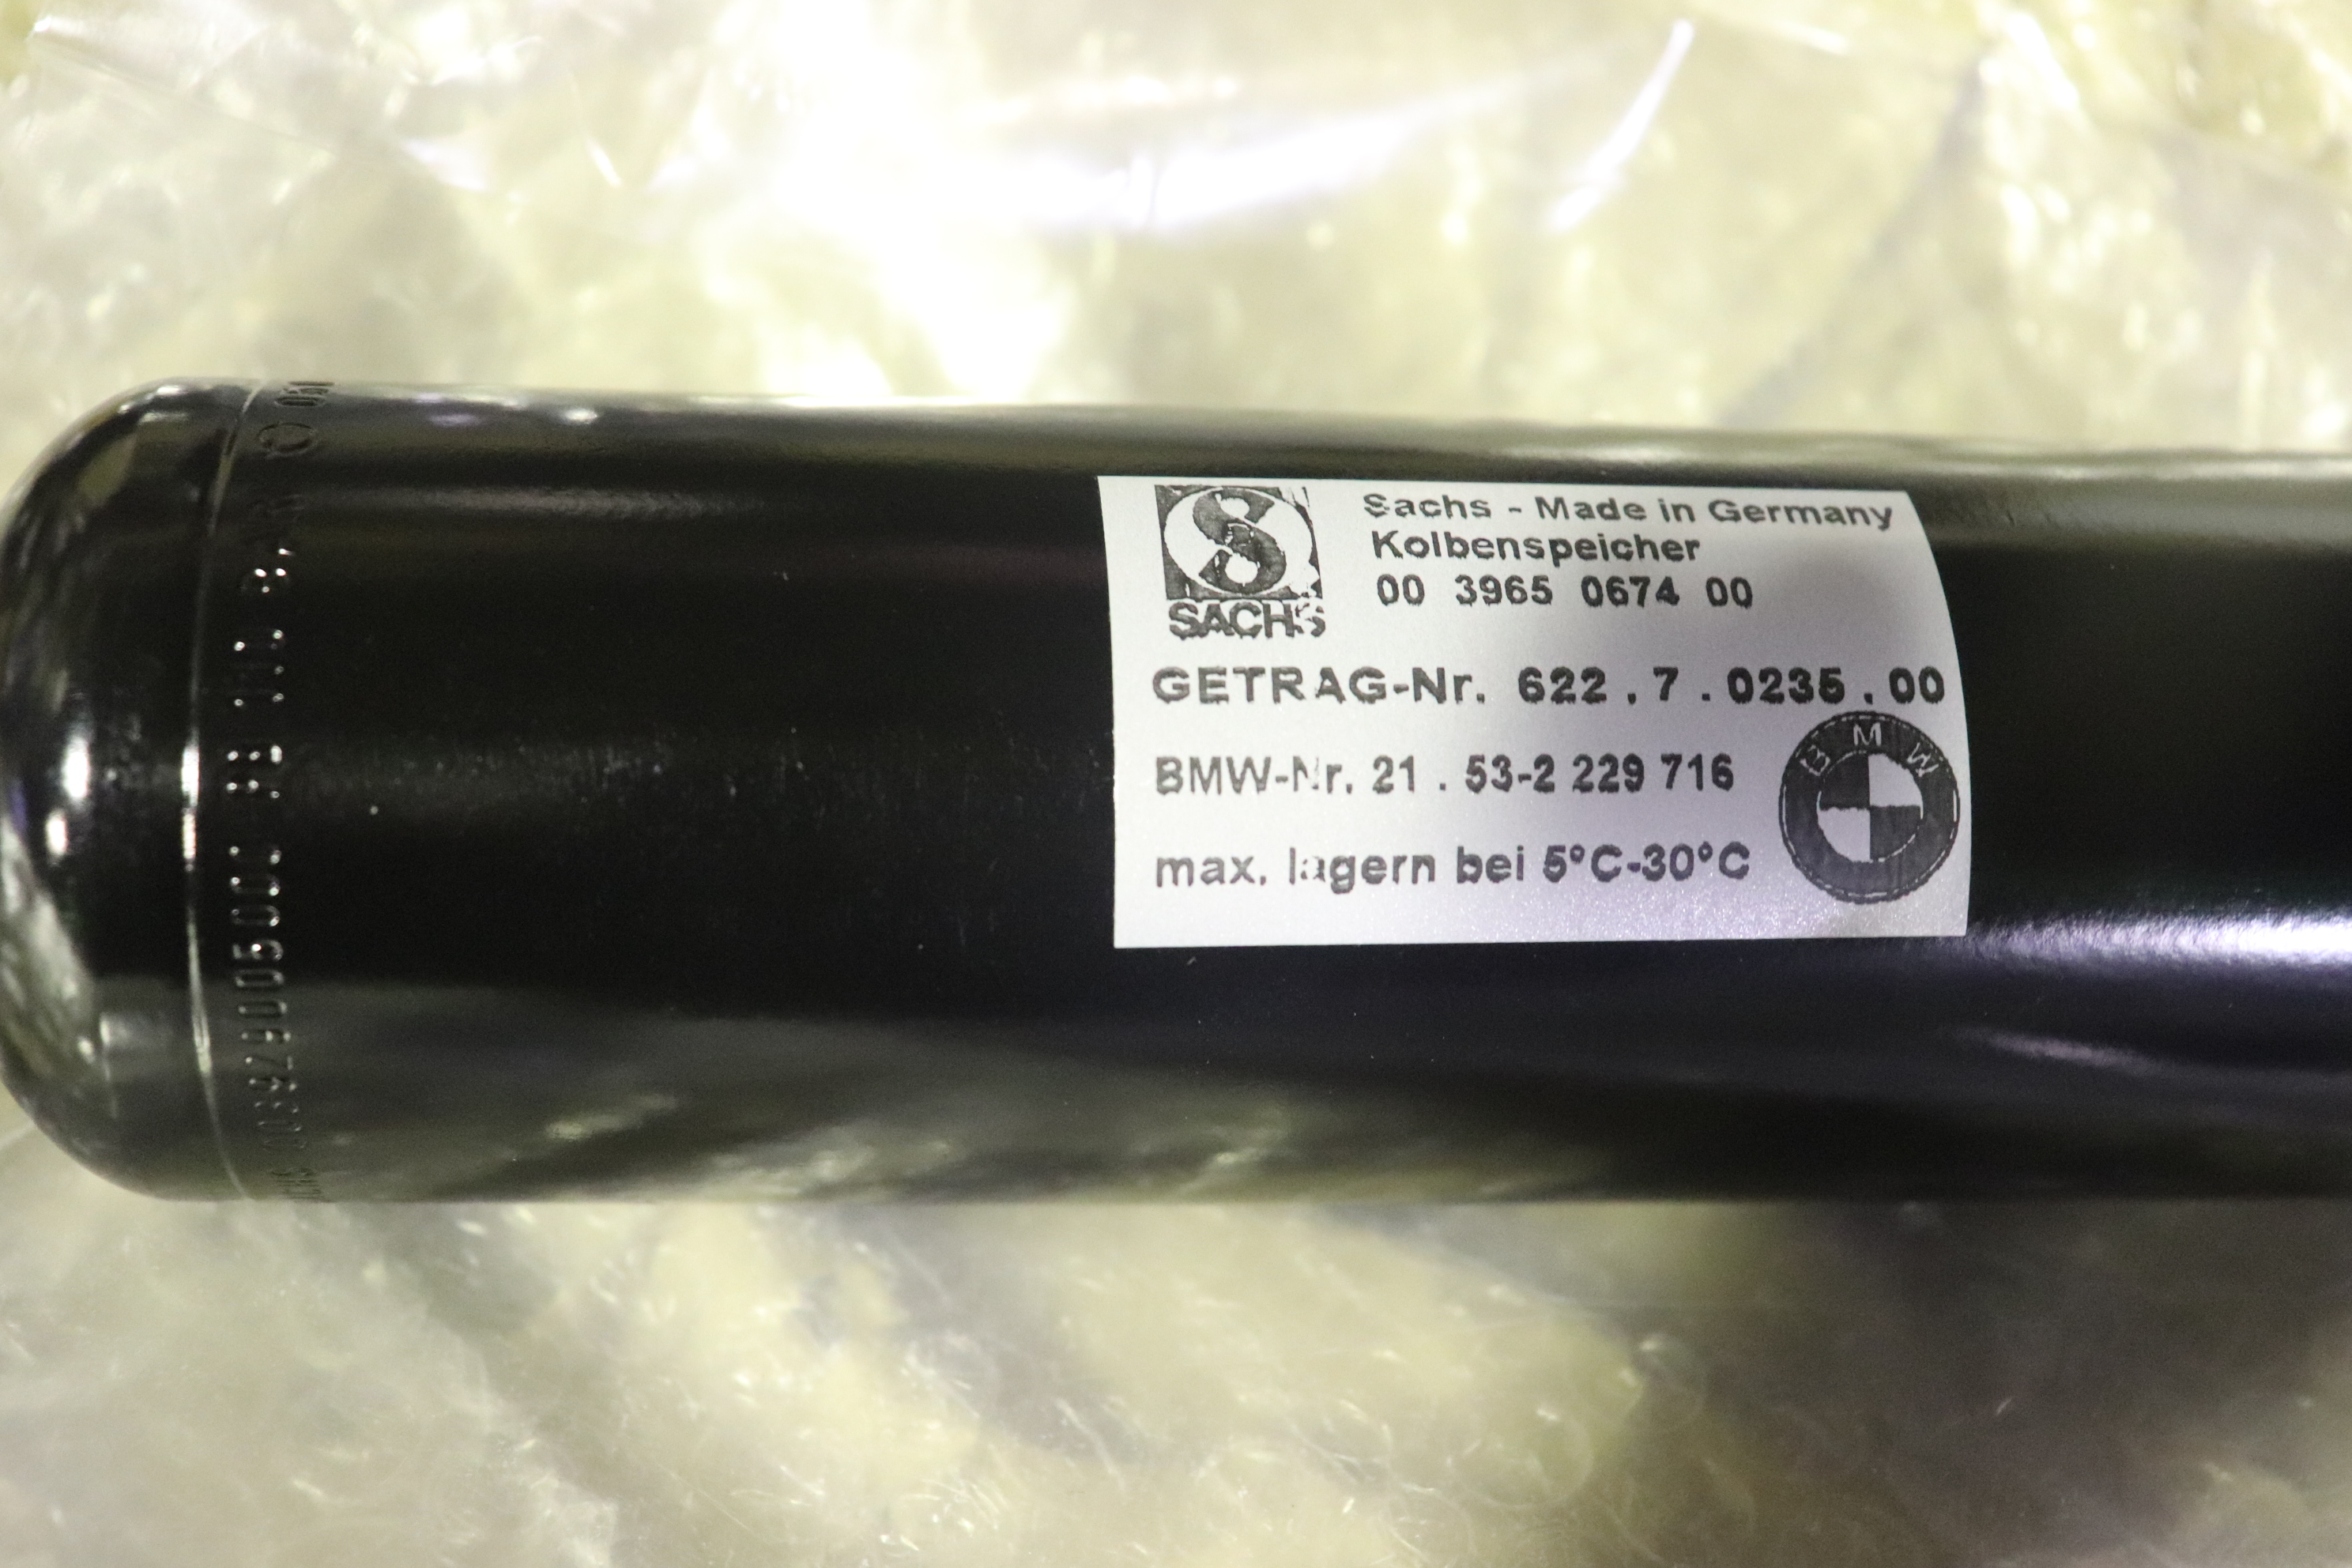 SACHS
Sachs - Made in Germany
Kolbenspeicher
00 3965 0674 00
GETRAG-Nr. 622 . 7 . 0235 . 00
BMW-Nr. 21 . 53-2 229 716
max. lagern bei 5°C-30°C
BMW